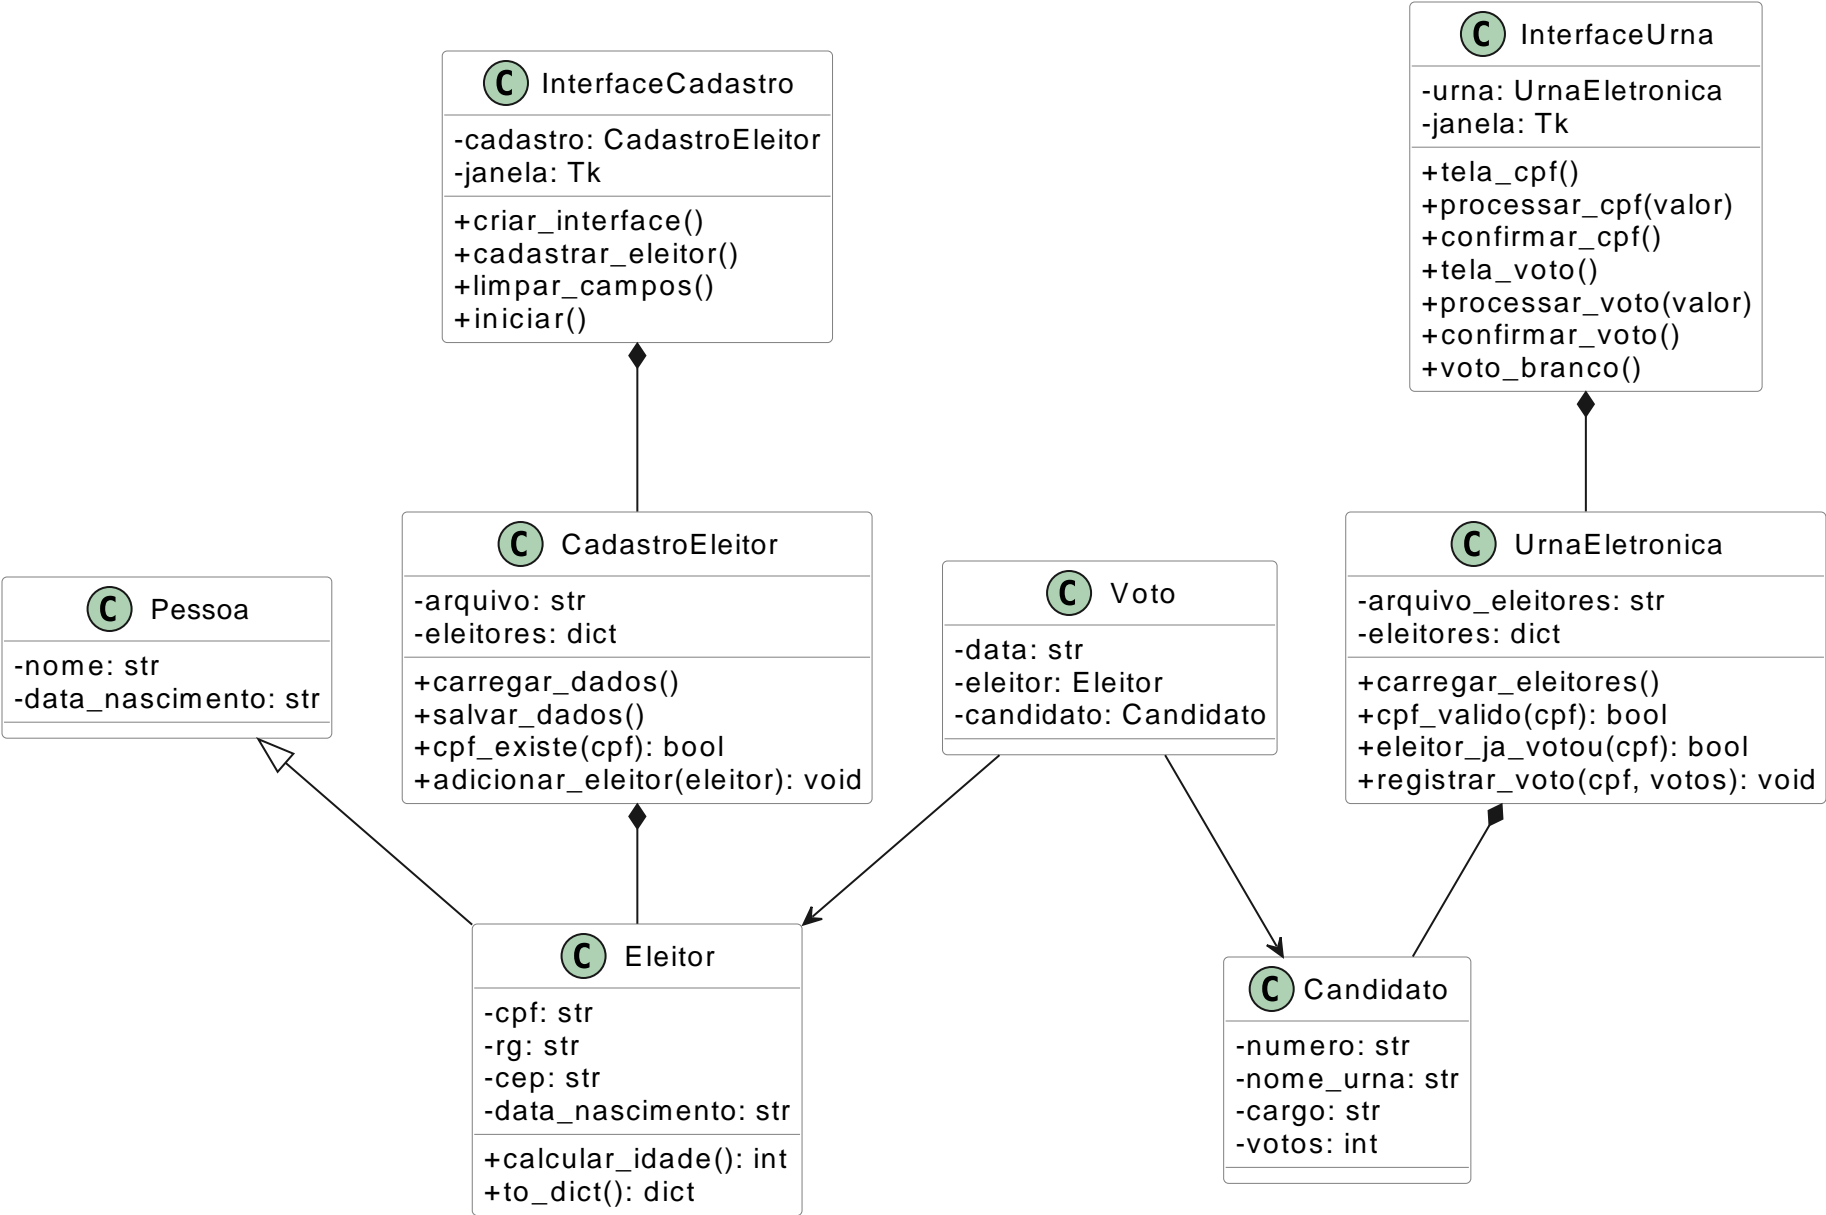 C InterfaceCadastro
-cadastro: CadastroEleitor
-janela: Tk
+criar_interface()
+cadastrar_eleitor()
+limpar_campos()
+iniciar()
C InterfaceUrna
-urna: UrnaEletronica
-janela: Tk
+tela_cpf()
+processar_cpf(valor)
+confirmar_cpf()
+tela_voto()
+processar_voto(valor)
+confirmar_voto()
+voto_branco()
C Pessoa
-nome: str
-data_nascimento: str
C CadastroEleitor
-arquivo: str
-eleitores: dict
+carregar_dados()
+salvar_dados()
+cpf_existe(cpf): bool
+adicionar_eleitor(eleitor): void
C Voto
-data: str
-eleitor: Eleitor
-candidato: Candidato
C UrnaEletronica
-arquivo_eleitores: str
-eleitores: dict
+carregar_eleitores()
+cpf_valido(cpf): bool
+eleitor_ja_votou(cpf): bool
+registrar_voto(cpf, votos): void
C Eleitor
-cpf: str
-rg: str
-cep: str
-data_nascimento: str
+calcular_idade(): int
+to_dict(): dict
C Candidato
-numero: str
-nome_urna: str
-cargo: str
-votos: int